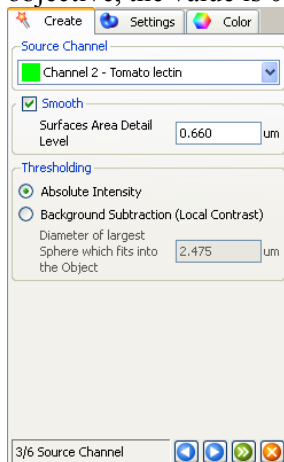 Create Settings Color
Source Channel
Channel 2 - Tomato lectin
Smooth
Surfaces Area Detail
Level
0.660 um
Thresholding
Absolute Intensity
Background Subtraction (Local Contrast)
Diameter of largest
Sphere which fits into
the Object
2.475 um
3/6 Source Channel